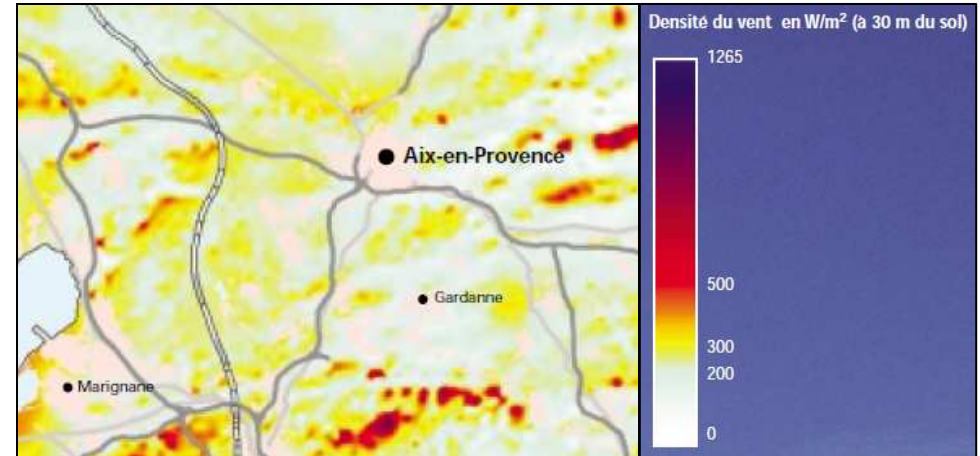 Aix-en-Provence
Gardanne
Marignane
Densité du vent en W/m² (à 30 m du sol)
1265
500
300
200
0